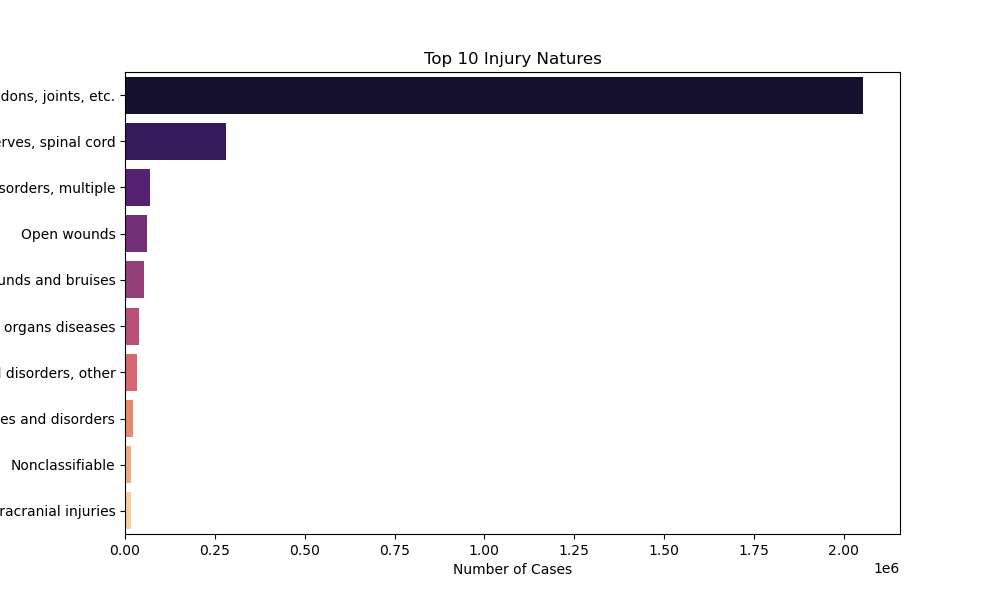 Top 10 Injury Natures
dons, joints, etc.
erves, spinal cord
sorders, multiple
Open wounds
unds and bruises
organs diseases
disorders, other
es and disorders
Nonclassifiable
racranial injuries
0.00 0.25 0.50 0.75 1.00 1.25 1.50 1.75 2.00
1e6
Number of Cases